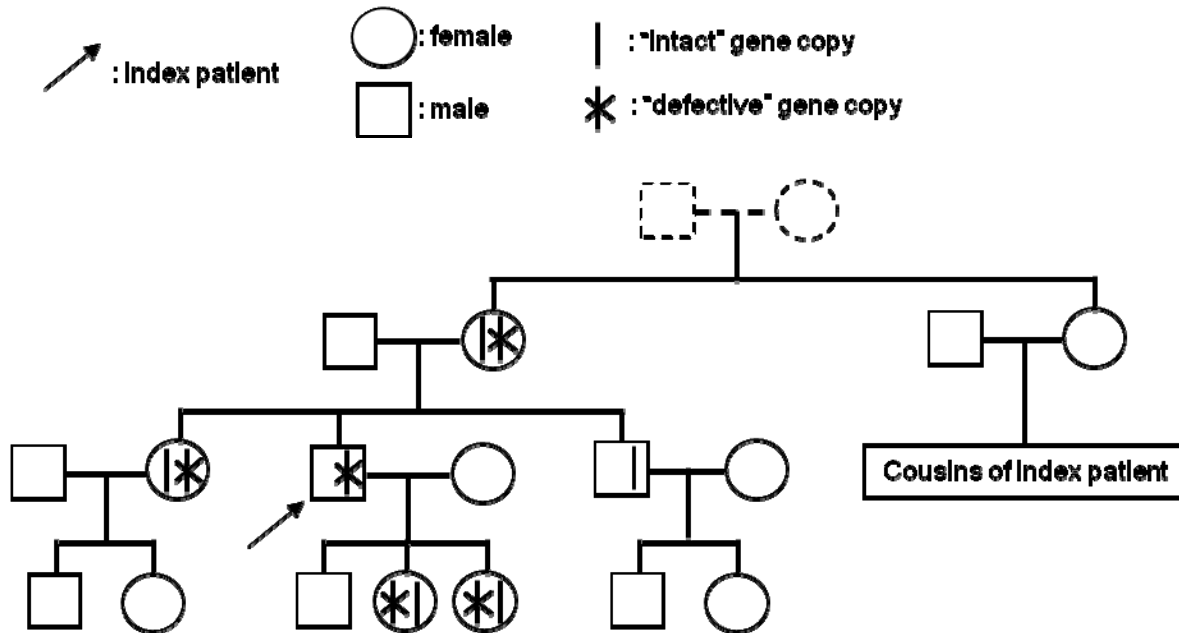 : female
: "intact" gene copy
: Index patient
: male
: "defective" gene copy
Cousins of index patient